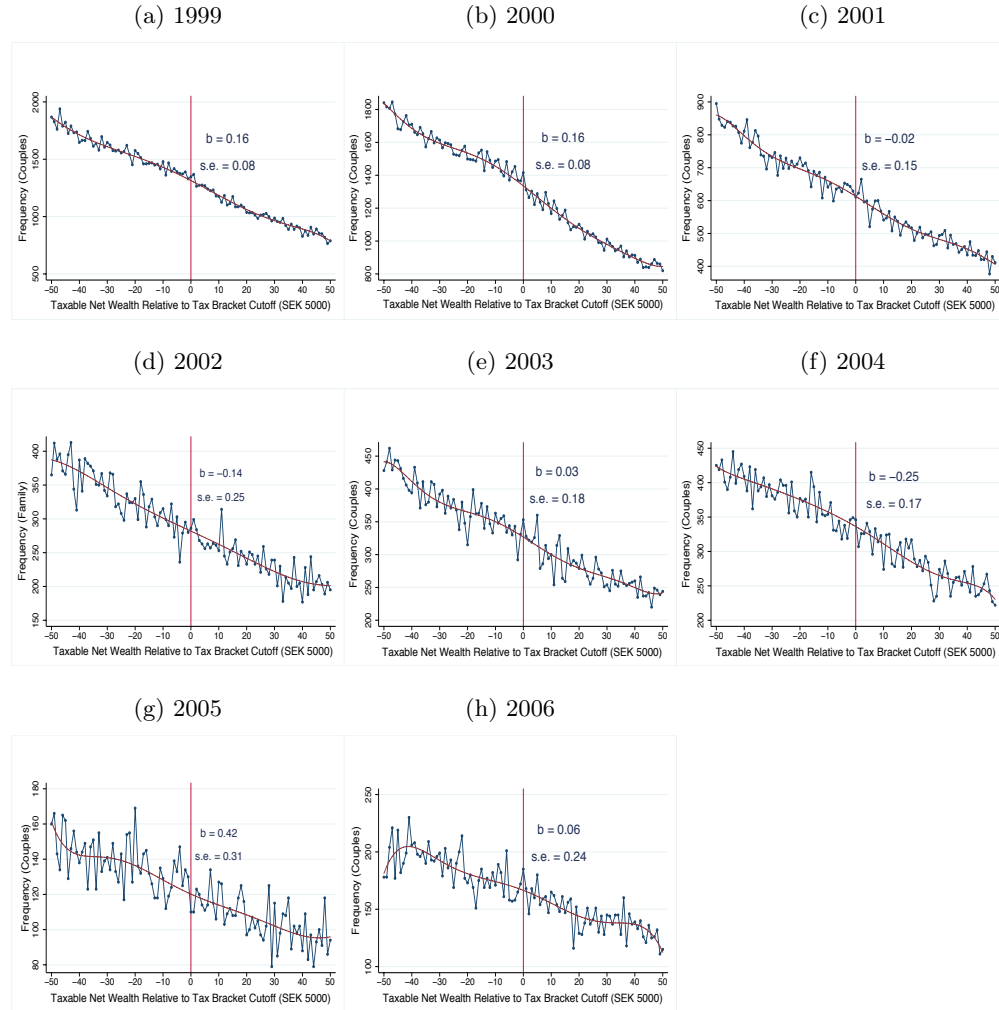 (a) 1999
Frequency (Couples)
2000
1500
1000
500
b = 0.16
s.e. = 0.08
−50 −40 −30 −20 −10 0 10 20 30 40 50
Taxable Net Wealth Relative to Tax Bracket Cutoff (SEK 5000)
(b) 2000
Frequency (Couples)
1800
1600
1400
1200
1000
800
b = 0.16
s.e. = 0.08
−50 −40 −30 −20 −10 0 10 20 30 40 50
Taxable Net Wealth Relative to Tax Bracket Cutoff (SEK 5000)
(c) 2001
Frequency (Couples)
900
800
700
600
500
400
b = −0.02
s.e. = 0.15
−50 −40 −30 −20 −10 0 10 20 30 40 50
Taxable Net Wealth Relative to Tax Bracket Cutoff (SEK 5000)
(d) 2002
Frequency (Family)
400
350
300
250
200
150
b = −0.14
s.e. = 0.25
−50 −40 −30 −20 −10 0 10 20 30 40 50
Taxable Net Wealth Relative to Tax Bracket Cutoff (SEK 5000)
(e) 2003
Frequency (Couples)
450
400
350
300
250
200
b = 0.03
s.e. = 0.18
−50 −40 −30 −20 −10 0 10 20 30 40 50
Taxable Net Wealth Relative to Tax Bracket Cutoff (SEK 5000)
(f) 2004
Frequency (Couples)
450
400
350
300
250
200
b = −0.25
s.e. = 0.17
−50 −40 −30 −20 −10 0 10 20 30 40 50
Taxable Net Wealth Relative to Tax Bracket Cutoff (SEK 5000)
(g) 2005
Frequency (Couples)
180
160
140
120
100
80
b = 0.42
s.e. = 0.31
−50 −40 −30 −20 −10 0 10 20 30 40 50
Taxable Net Wealth Relative to Tax Bracket Cutoff (SEK 5000)
(h) 2006
Frequency (Couples)
250
200
150
100
b = 0.06
s.e. = 0.24
−50 −40 −30 −20 −10 0 10 20 30 40 50
Taxable Net Wealth Relative to Tax Bracket Cutoff (SEK 5000)